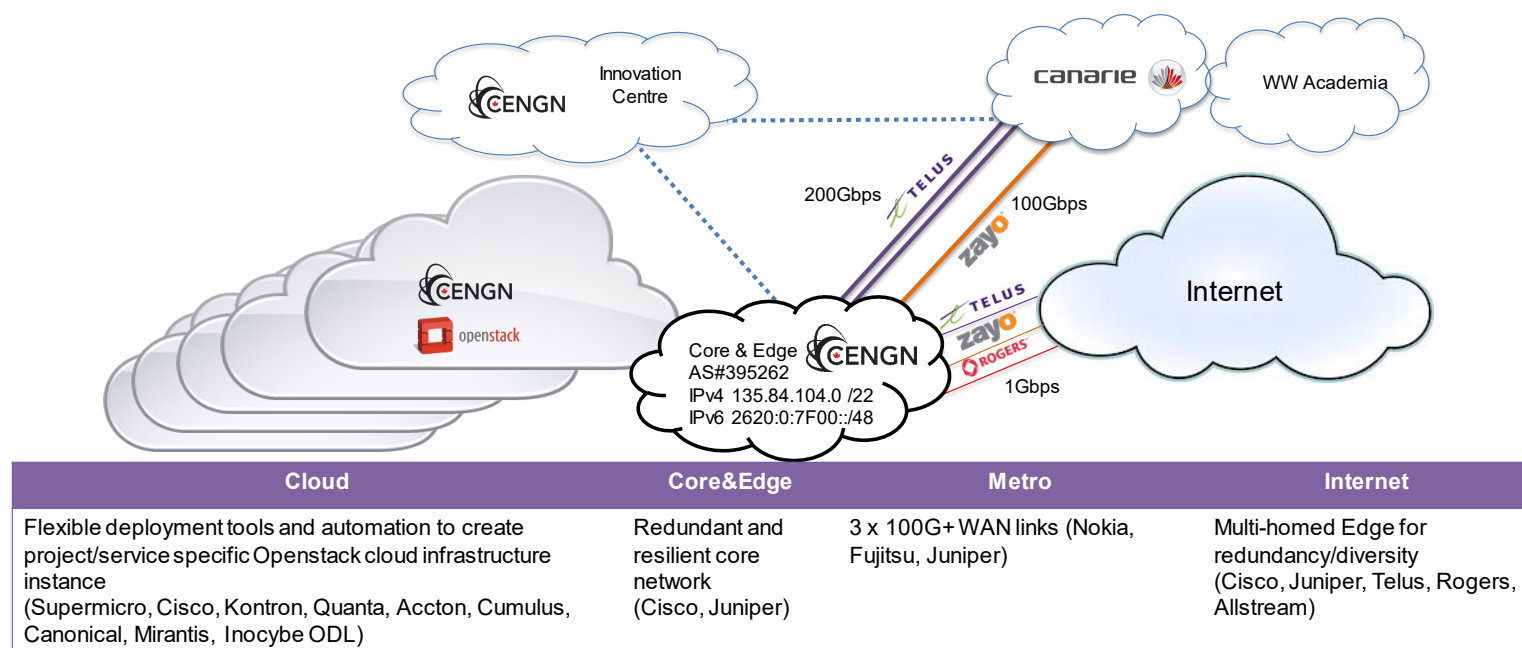 CENGN
Innovation
Centre
canarie
WW Academia
200Gbps
TELUS
100Gbps
zayo
CENGN
openstack
Internet
TELUS
zayo
ROGERS
1Gbps
Core & Edge
CENGN
AS#395262
IPv4 135.84.104.0 /22
IPv6 2620:0:7F00::/48
Cloud
Core&Edge
Metro
Internet
Flexible deployment tools and automation to create
project/service specific Openstack cloud infrastructure
instance
(Supermicro, Cisco, Kontron, Quanta, Accton, Cumulus,
Canonical, Mirantis, Inocybe ODL)
Redundant and
resilient core
network
(Cisco, Juniper)
3 x 100G+ WAN links (Nokia,
Fujitsu, Juniper)
Multi-homed Edge for
redundancy/diversity
(Cisco, Juniper, Telus, Rogers,
Allstream)